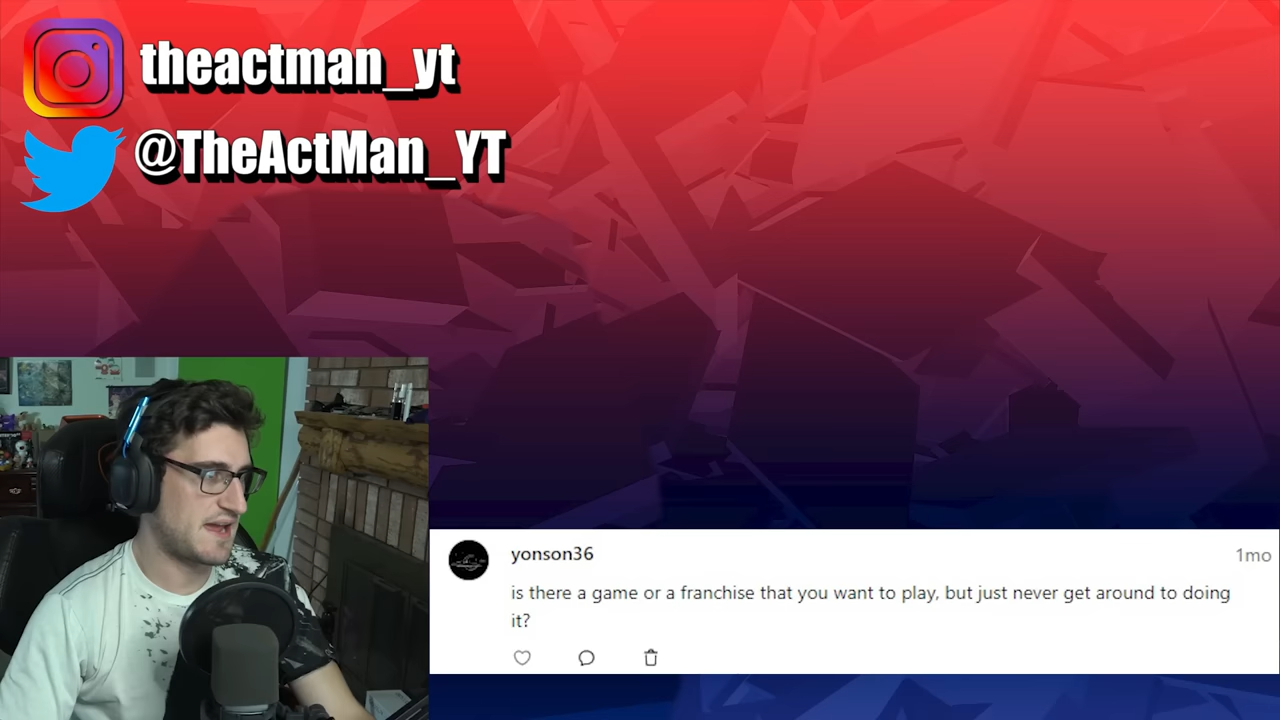 theactman_yt
@TheActMan_YT
yonson36
1mo
is there a game or a franchise that you want to play, but just never get around to doing
it?